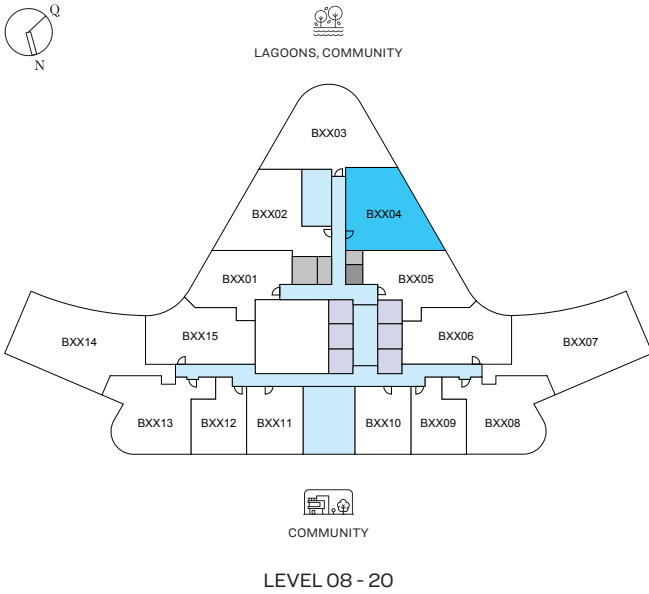 Q
N
LAGOONS, COMMUNITY
BXX03
BXX02
BXX04
BXX01
BXX05
BXX14
BXX15
BXX06
BXX07
BXX13
BXX12
BXX11
BXX10
BXX09
BXX08
COMMUNITY
LEVEL 08 - 20